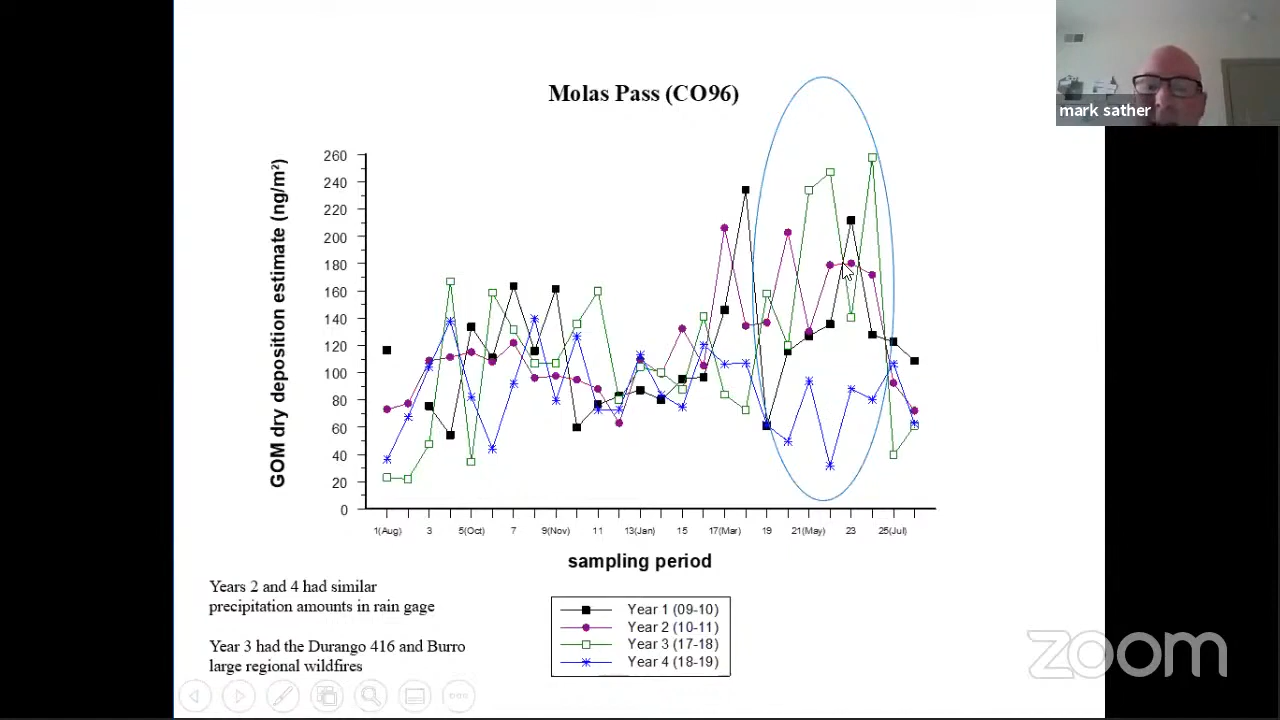 Molas Pass (CO96)
mark sather
GOM dry deposition estimate (ng/m²)
260
240
220
200
180
160
140
120
100
80
60
40
20
0
1(Aug) 3 5(Oct) 7 9(Nov) 11 13(Jan) 15 17(Mar) 19 21(May) 23 25(Jul)
sampling period
Years 2 and 4 had similar
precipitation amounts in rain gage
Year 3 had the Durango 416 and Burro
large regional wildfires
Year 1 (09-10)
Year 2 (10-11)
Year 3 (17-18)
Year 4 (18-19)
zoom